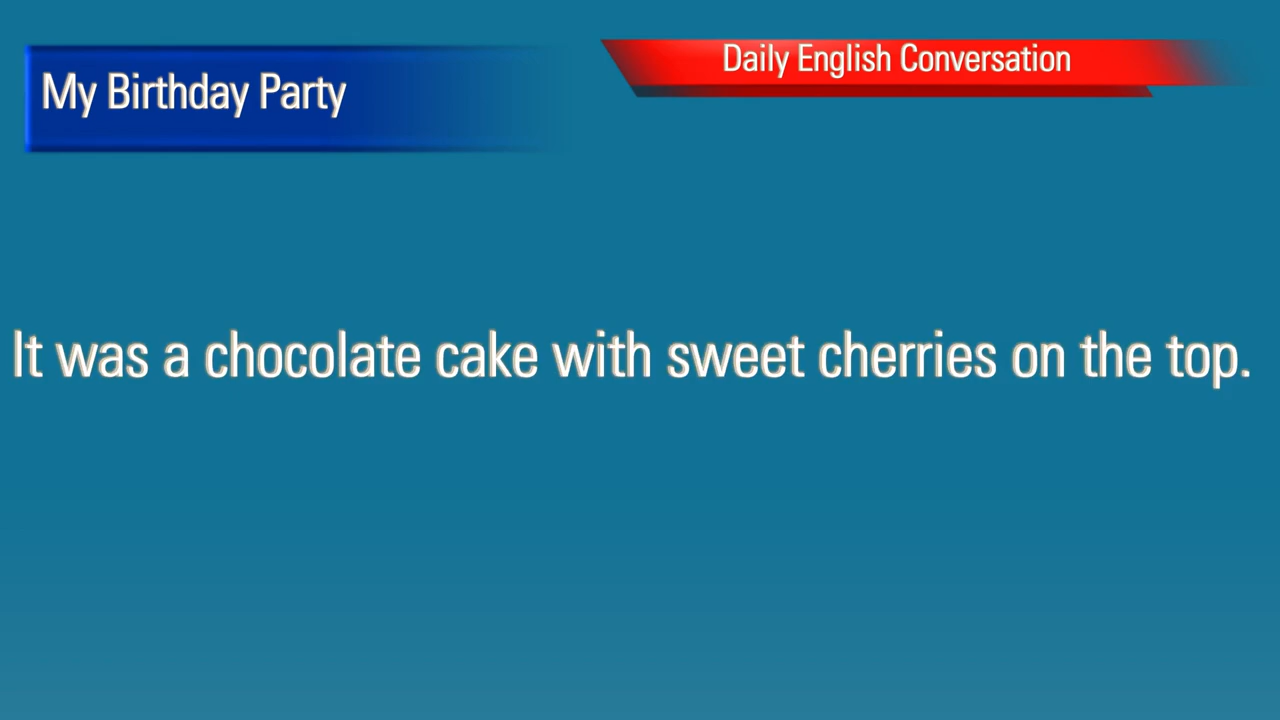 My Birthday Party
Daily English Conversation
It was a chocolate cake with sweet cherries on the top.